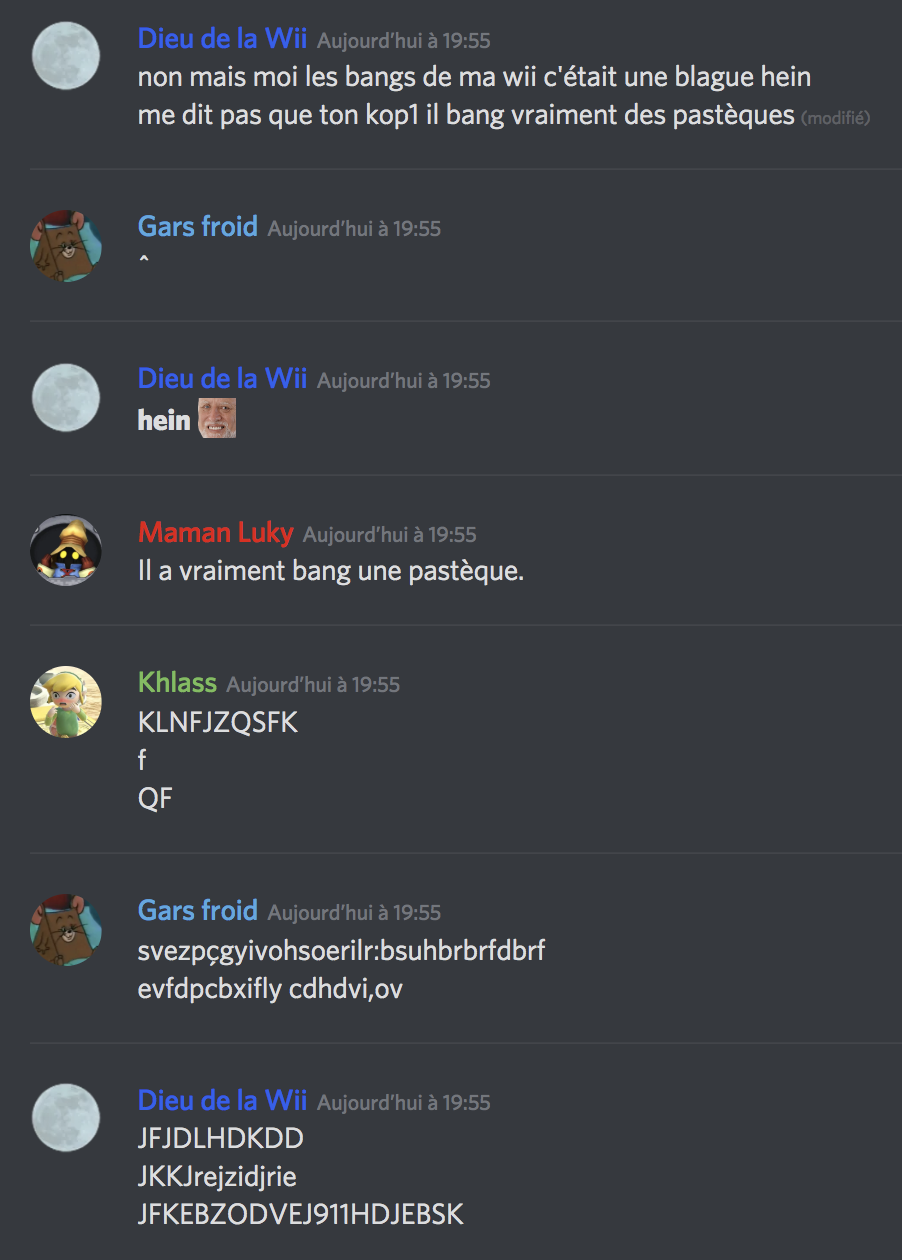 Dieu de la Wii Aujourd'hui à 19:55
non mais moi les bangs de ma wii c'était une blague hein
me dit pas que ton kop1 il bang vraiment des pastèques (modifié)
Gars froid Aujourd'hui à 19:55
^
Dieu de la Wii Aujourd'hui à 19:55
hein
Maman Luky Aujourd'hui à 19:55
Il a vraiment bang une pastèque.
Khlass Aujourd'hui à 19:55
KLNFJZQSFK
f
QF
Gars froid Aujourd'hui à 19:55
svezpçgyivohsoerilr:bsuhbrbrfdbrf
evfdpcbxifly cdhdvi,ov
Dieu de la Wii Aujourd'hui à 19:55
JFJDLHDKDD
JKKJrejzidjrie
JFKEBZODVEJ911HDJEBSK